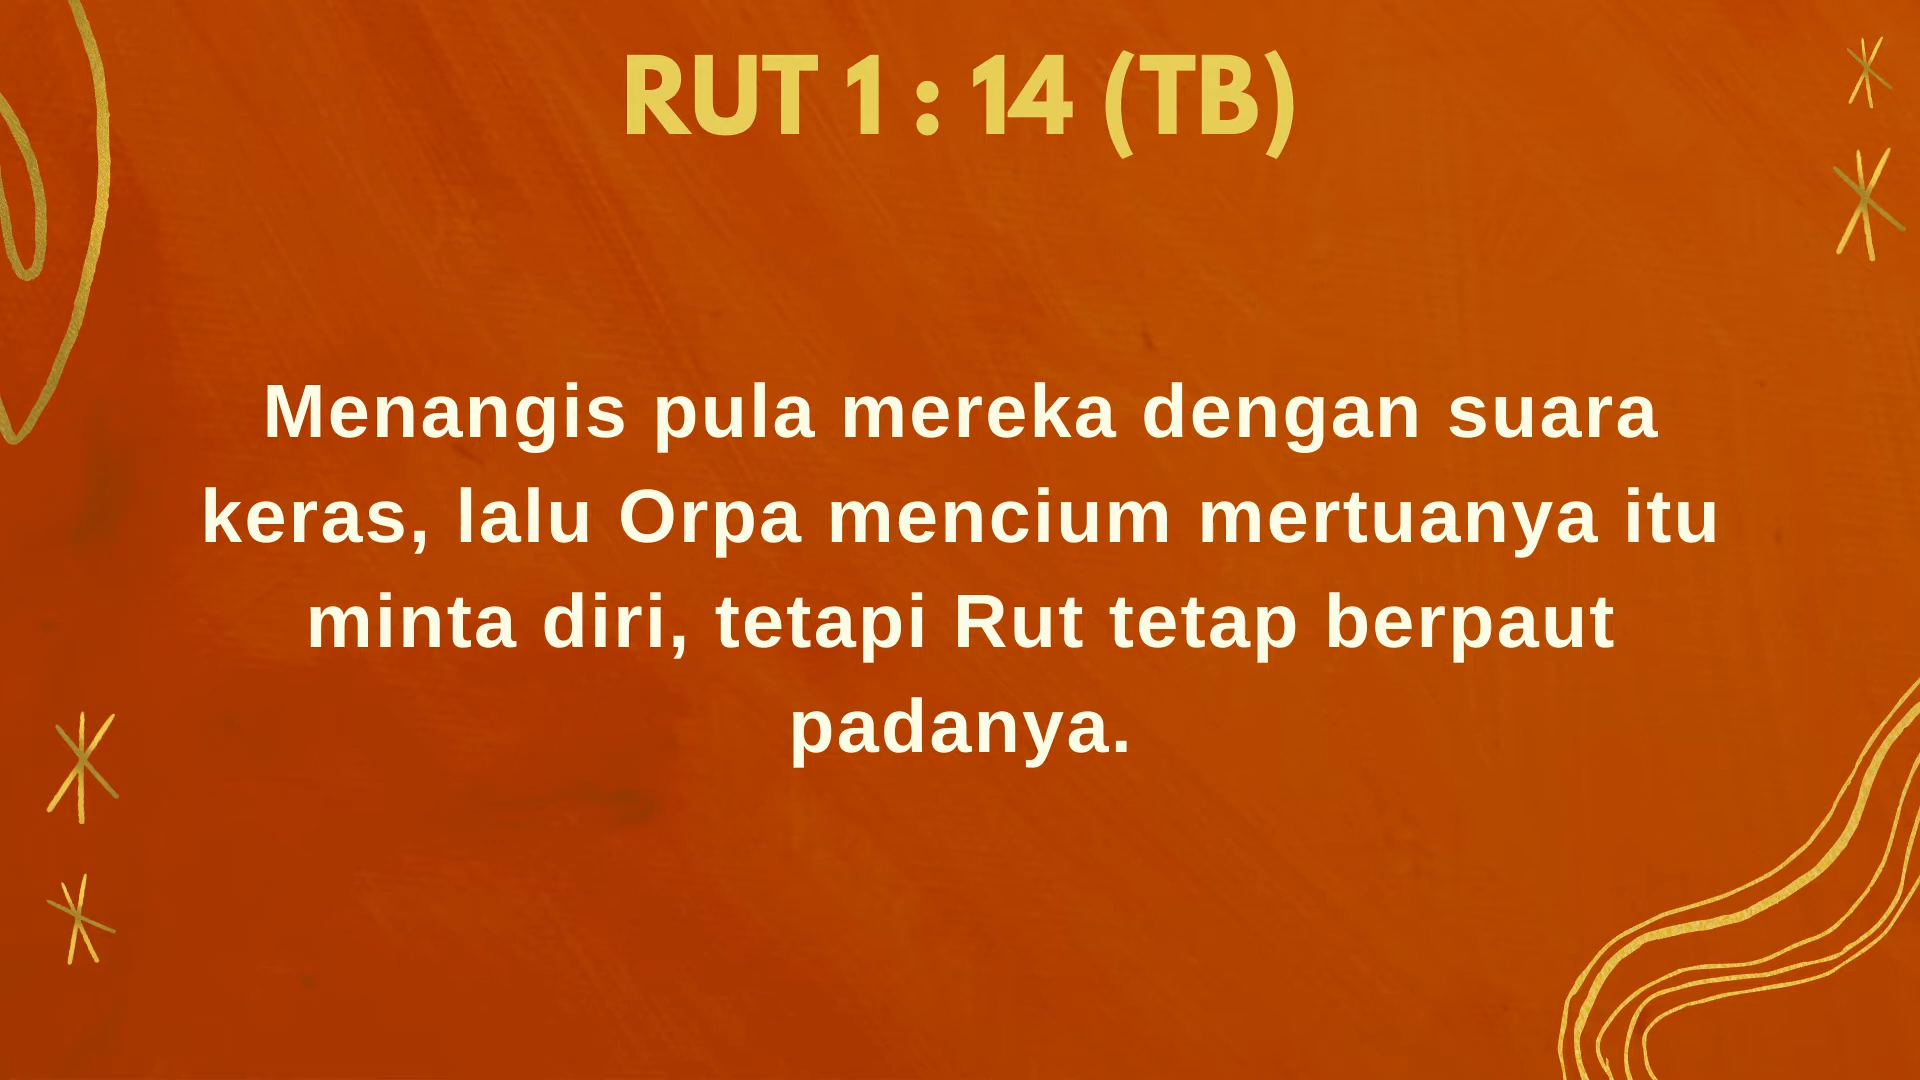 RUT 1 : 14 (TB)
Menangis pula mereka dengan suara
keras, lalu Orpa mencium mertuanya itu
minta diri, tetapi Rut tetap berpaut
padanya.